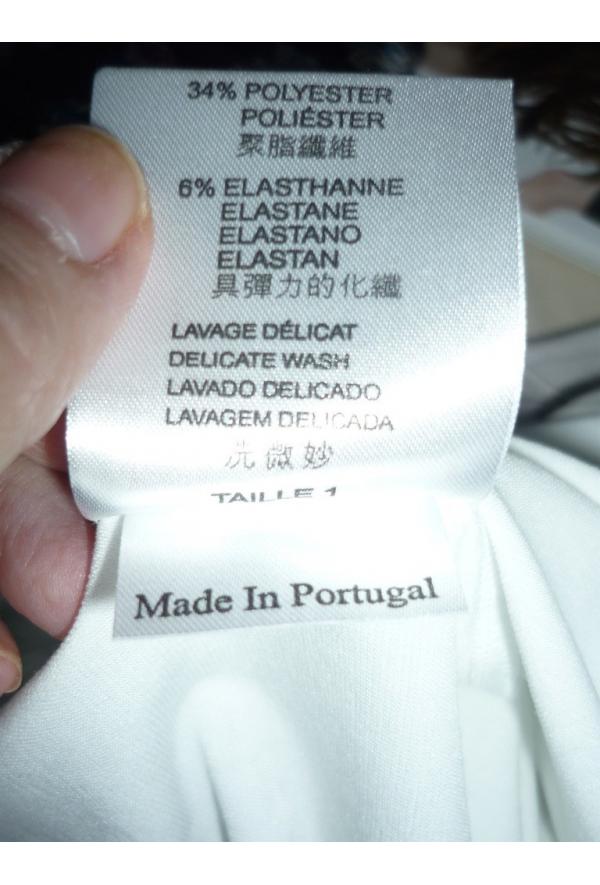 34% POLYESTER
POLIÉSTER
聚脂纖維
6% ELASTHANNE
ELASTANE
ELASTANO
ELASTAN
具彈力的化纖
LAVAGE DÉLICAT
DELICATE WASH
LAVADO DELICADO
LAVAGEM DELICADA
洗微妙
TAILLE 1
Made In Portugal